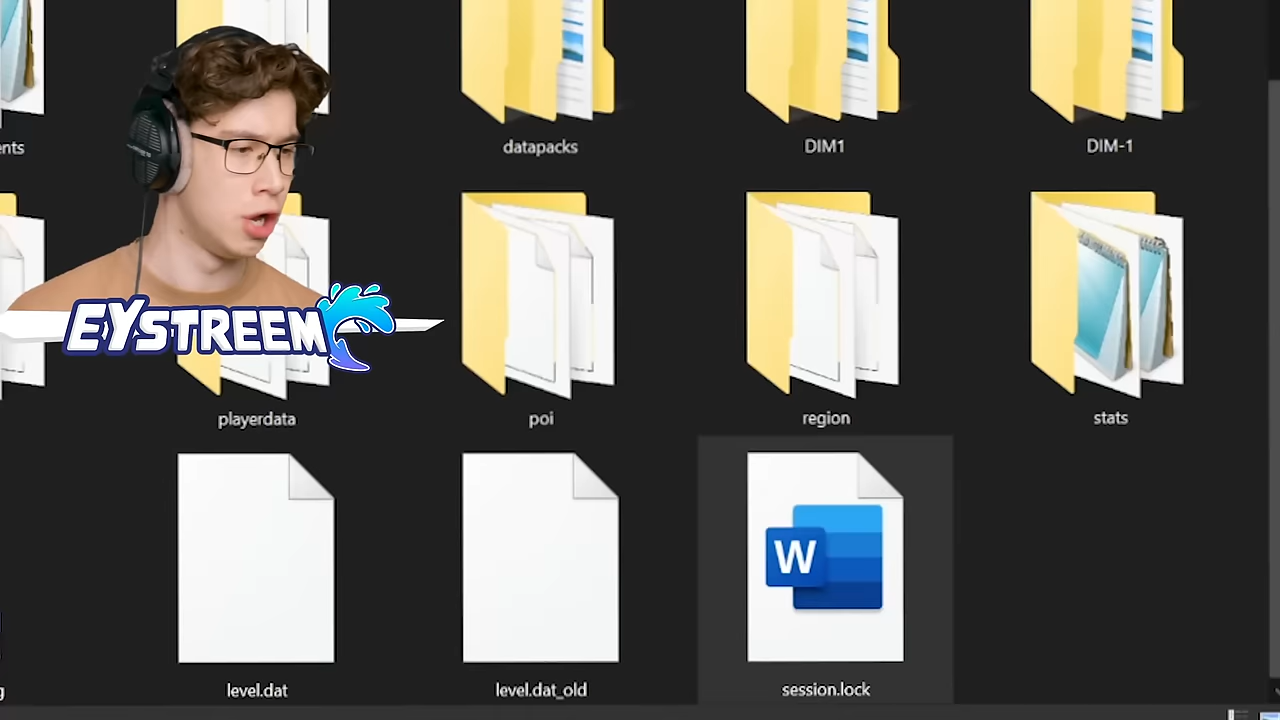 ents
datapacks
DIM1
DIM-1
EYSTREEM
playerdata
poi
region
stats
W
level.dat
level.dat_old
session.lock